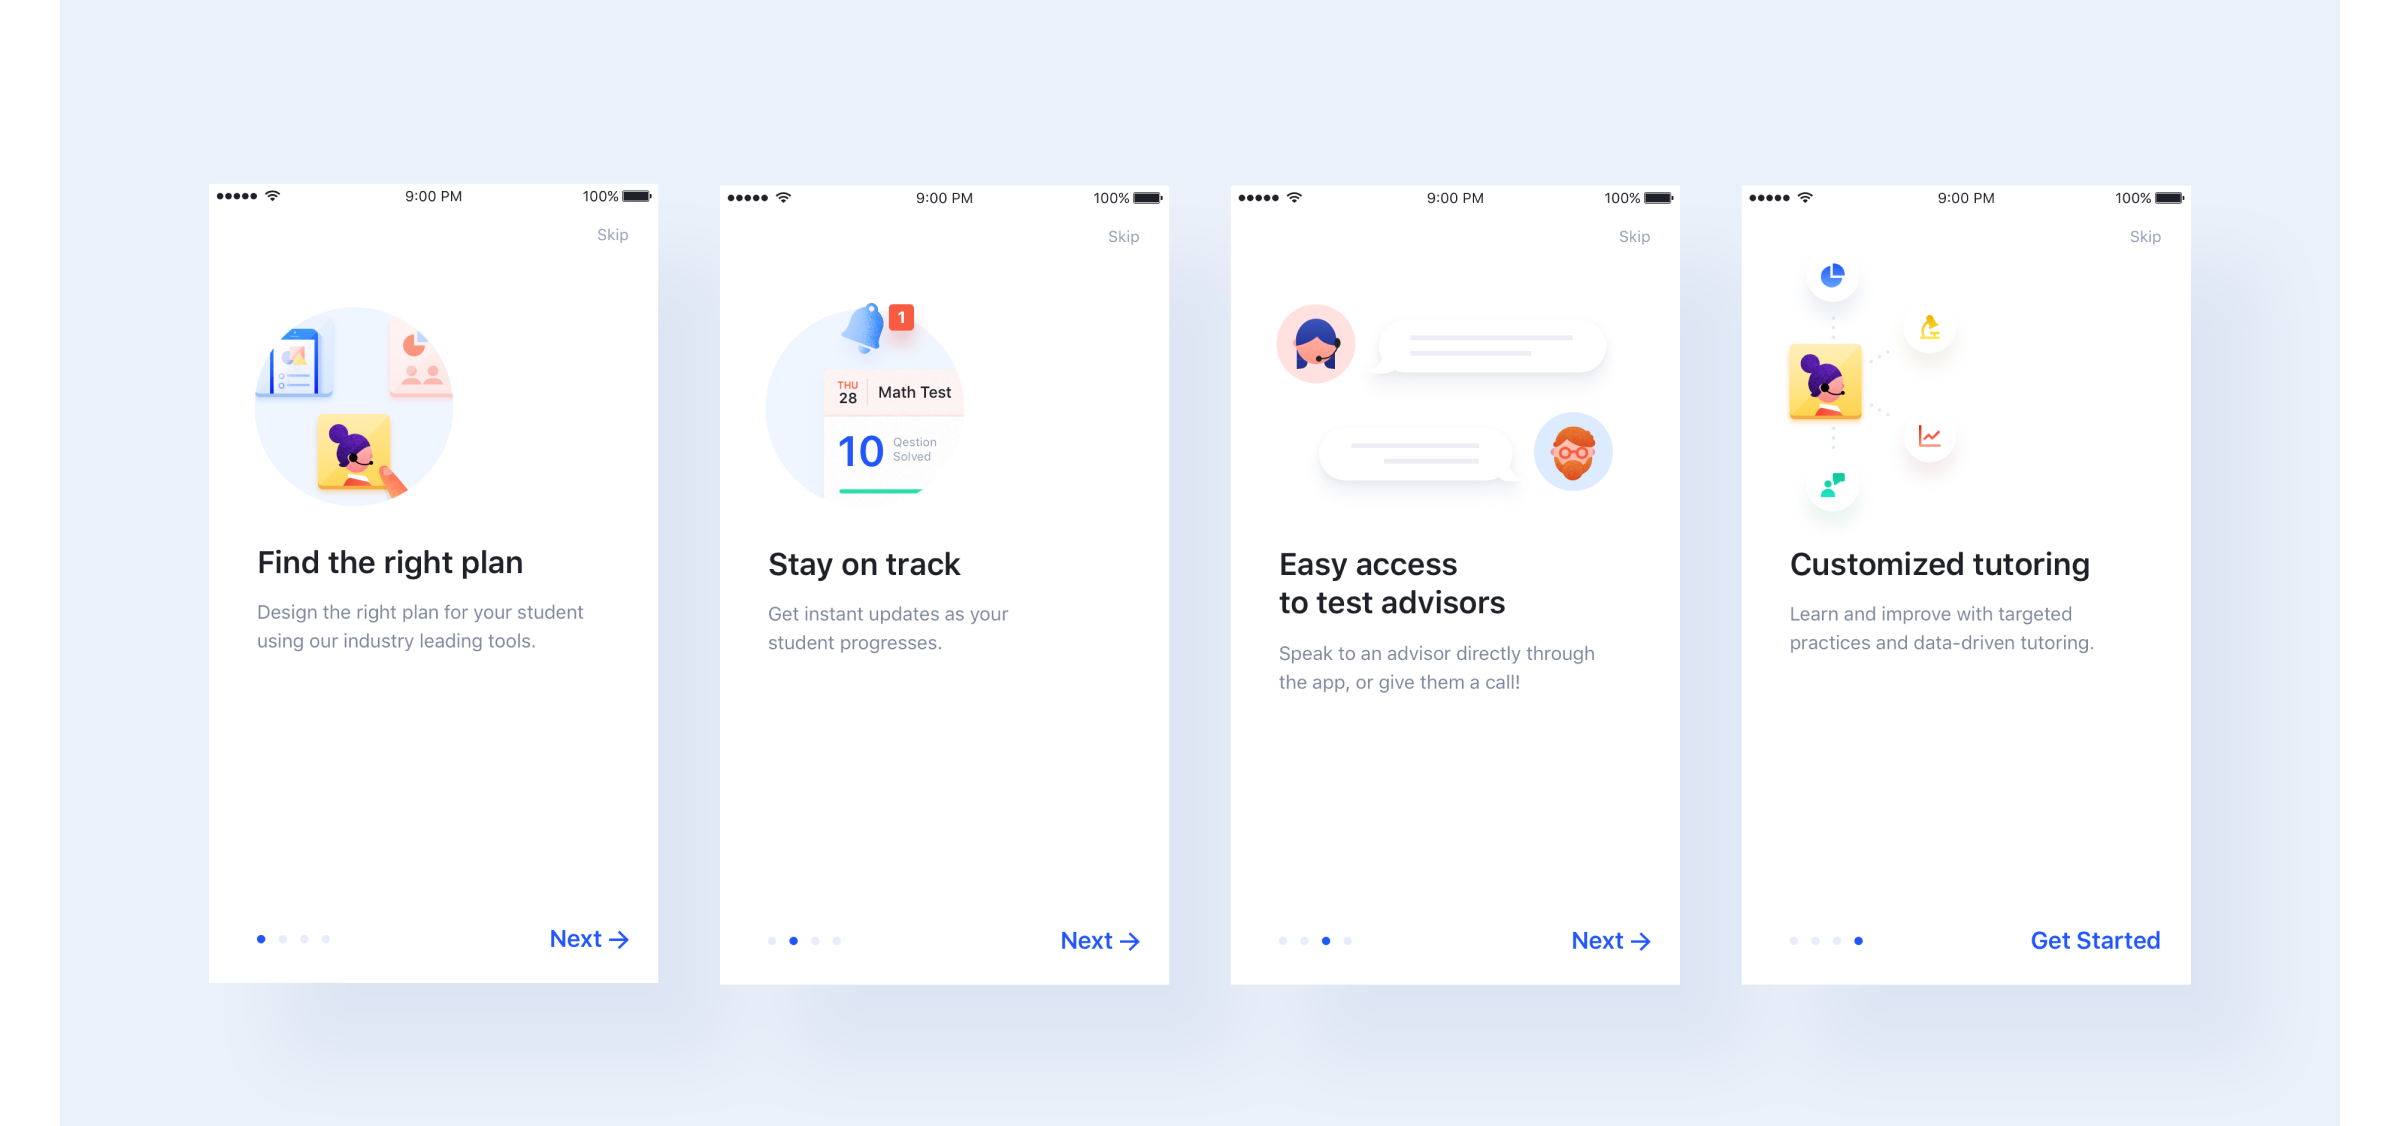 9:00 PM
100%
Skip
Find the right plan
Design the right plan for your student
using our industry leading tools.
Next →
9:00 PM
100%
Skip
1
THU
28
Math Test
10
Qestion
Solved
Stay on track
Get instant updates as your
student progresses.
Next →
9:00 PM
100%
Skip
Easy access
to test advisors
Speak to an advisor directly through
the app, or give them a call!
Next →
9:00 PM
100%
Skip
Customized tutoring
Learn and improve with targeted
practices and data-driven tutoring.
Get Started